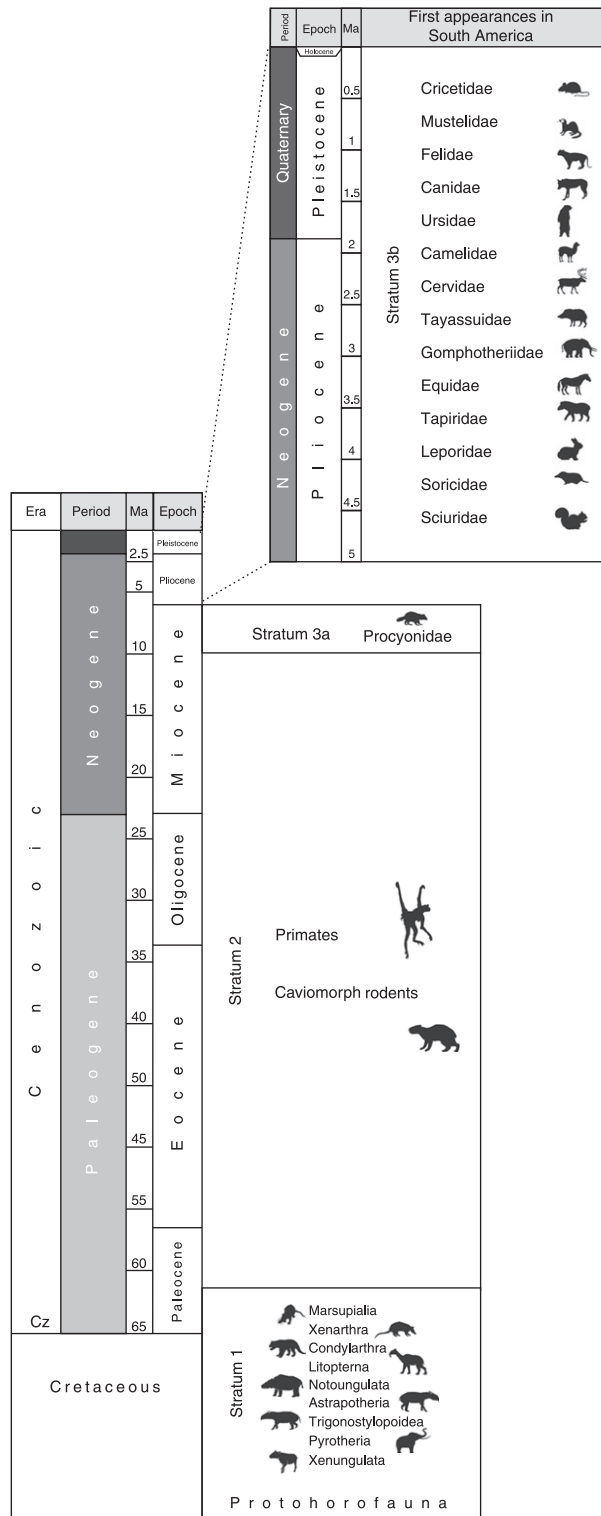 Period
Epoch
Ma
First appearances in
South America
Holocene
Quaternary
Pleistocene
Neogene
Pliocene
0.5
1
1.5
2
2.5
3
3.5
4
4.5
5
Stratum 3b
Cricetidae
Mustelidae
Felidae
Canidae
Ursidae
Camelidae
Cervidae
Tayassuidae
Gomphotheriidae
Equidae
Tapiridae
Leporidae
Soricidae
Sciuridae
Era
Period
Ma
Epoch
Cenozoic
Cz
Neogene
Paleogene
2.5
5
10
15
20
25
30
35
40
50
45
55
60
65
Pleistocene
Pliocene
Miocene
Oligocene
Eocene
Paleocene
Stratum 3a
Procyonidae
Stratum 2
Primates
Caviomorph rodents
Stratum 1
Marsupialia
Xenarthra
Condylarthra
Litopterna
Notoungulata
Astrapotheria
Trigonostylopoidea
Pyrotheria
Xenungulata
Protohorofauna
Cretaceous